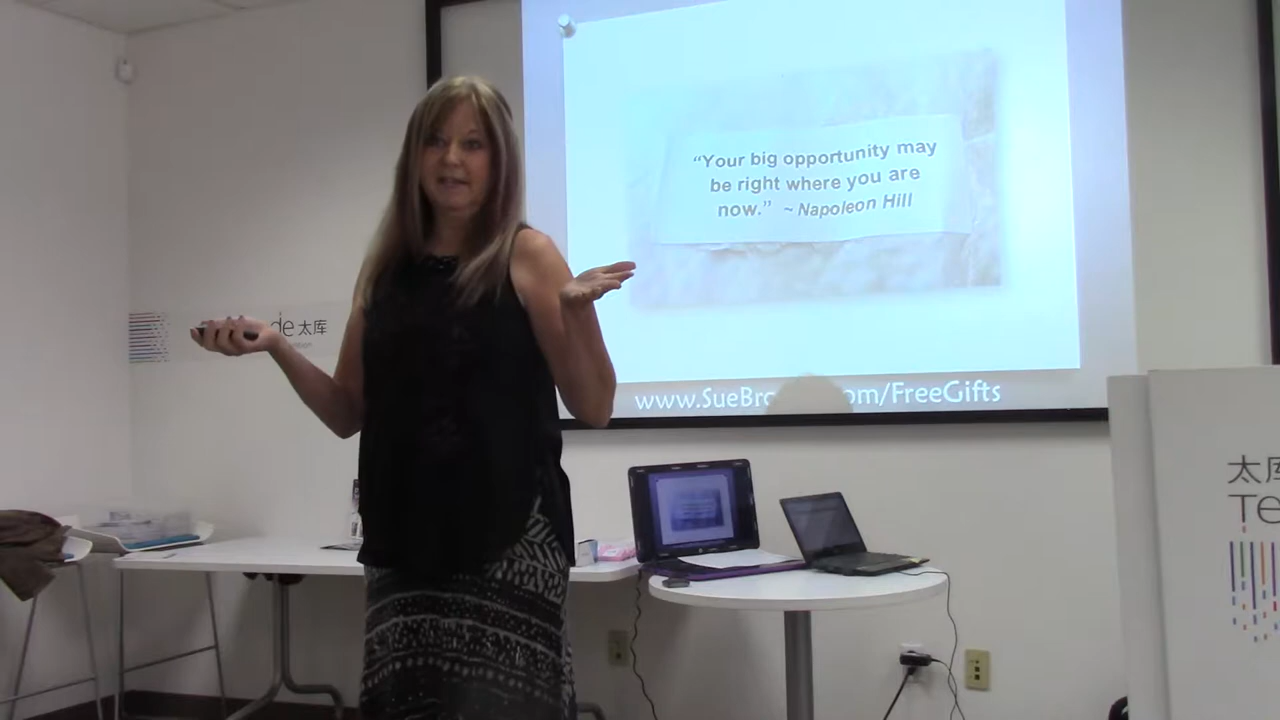 “Your big opportunity may
be right where you are
now.” ~ Napoleon Hill
www.SueBr om/FreeGifts
de 太库
太库
Te